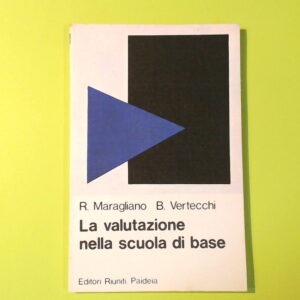 R. Maragliano B. Vertecchi
La valutazione
nella scuola di base
Editori Riuniti Paideia